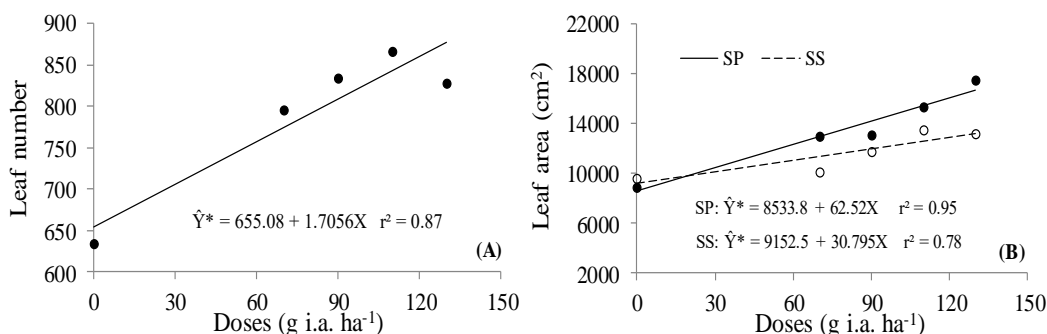 900
850
800
750
700
650
600
Leaf number
Ŷ* = 655.08 + 1.7056X r² = 0.87
(A)
0 30 60 90 120 150
Doses (g i.a. ha⁻¹)
SP SS
22000
18000
14000
10000
6000
2000
Leaf area (cm²)
SP: Ŷ* = 8533.8 + 62.52X r² = 0.95
SS: Ŷ* = 9152.5 + 30.795X r² = 0.78
(B)
0 30 60 90 120 150
Doses (g i.a. ha⁻¹)